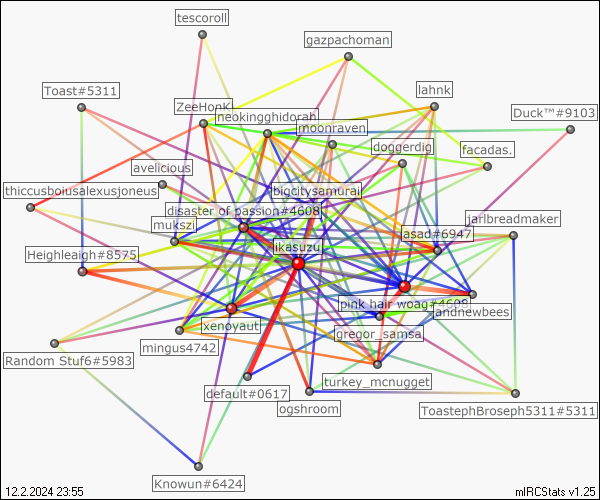 tescoroll
gazpachoman
Toast#5311
lahnk
ZeeHonk
neokingghidorah
Duck™#9103
moonraven
doggerdig
facadas.
avelicious
thiccusboiusalexusjoneus
bigcitysamurai
disaster of passion#4608
jarlbreadmaker
mukszi
asad#6947
ikasuzu
Heighleaigh#8575
pink hair woag#4608
andnewbees
xenoyaut
gregor_samsa
mingus4742
Random Stuf6#5983
turkey_mcnugget
default#0617
ogshroom
ToastephBroseph5311#5311
Knowun#6424
12.2.2024 23:55
mIRCStats v1.25